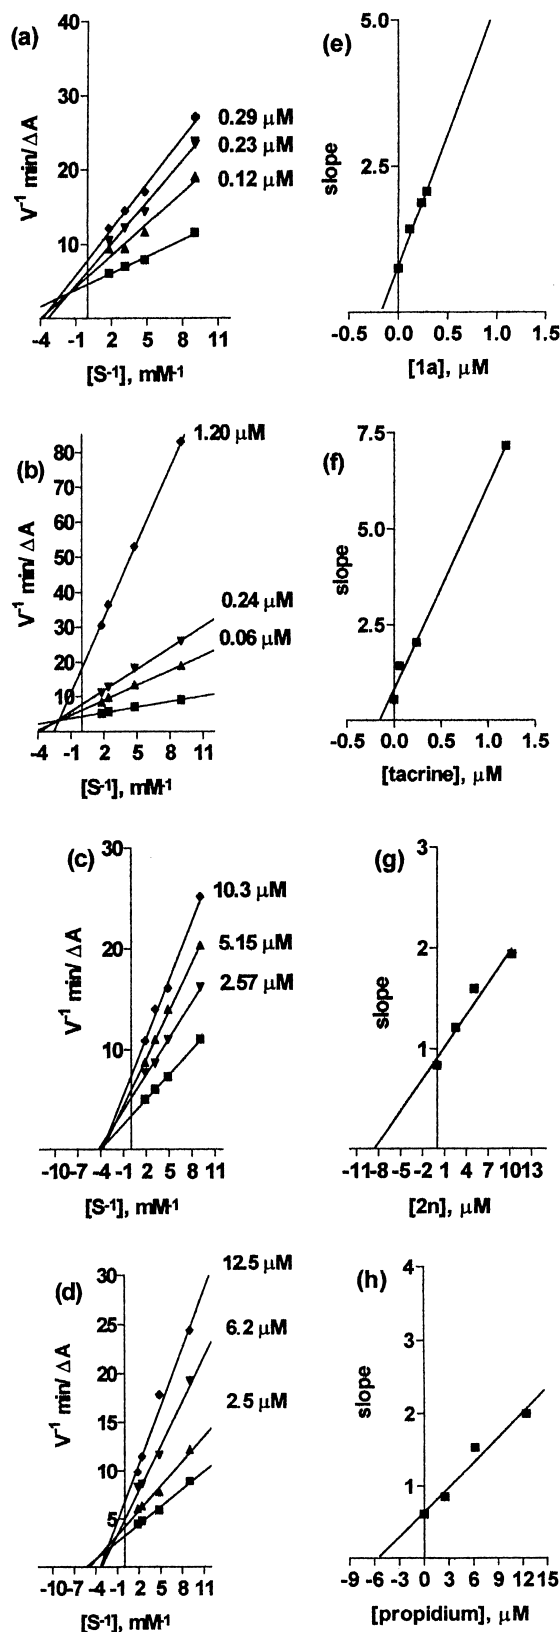 (a)
40
30
20
10
V⁻¹ min/ΔA
0.29 μM
0.23 μM
0.12 μM
-4 -1 2 5 8 11
[S⁻¹], mM⁻¹
(e)
5.0
2.5
slope
-0.5 0.0 0.5 1.0 1.5
[1a], μM
(b)
80
70
60
50
40
30
20
10
V⁻¹ min/ΔA
1.20 μM
0.24 μM
0.06 μM
-4 -1 2 5 8 11
[S⁻¹], mM⁻¹
(f)
7.5
5.0
2.5
slope
-0.5 0.0 0.5 1.0 1.5
[tacrine], μM
(c)
30
20
10
V⁻¹ min/ΔA
10.3 μM
5.15 μM
2.57 μM
-10 -7 -4 -1 2 5 8 11
[S⁻¹], mM⁻¹
(g)
3
2
1
slope
-11 -8 -5 -2 1 4 7 10 13
[2n], μM
(d)
30
25
20
15
10
5
V⁻¹ min/ΔA
12.5 μM
6.2 μM
2.5 μM
-10 -7 -4 -1 2 5 8 11
[S⁻¹], mM⁻¹
(h)
4
3
2
1
slope
-9 -6 -3 0 3 6 9 12 15
[propidium], μM